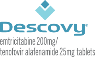 Descovy®
emtricitabine 200mg/
tenofovir alafenamide 25mg tablets